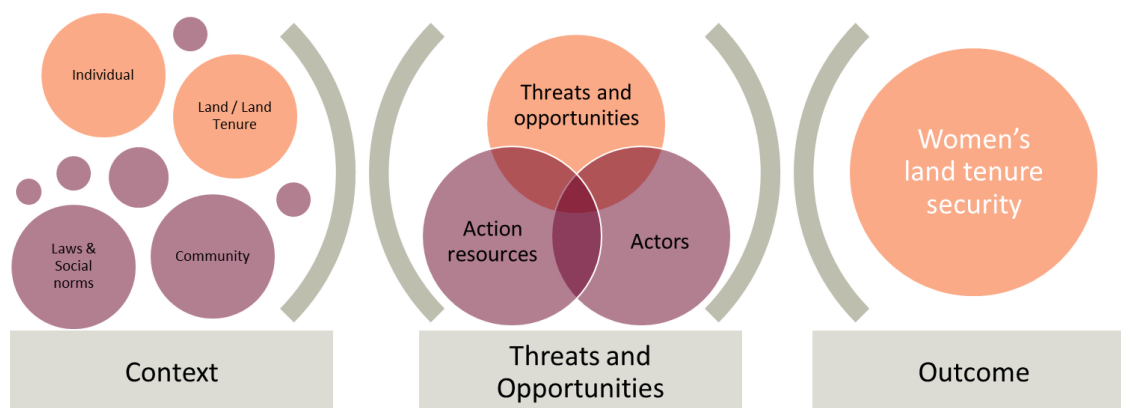 Individual
Land / Land
Tenure
Laws &
Social
norms
Community
Context
Threats and
opportunities
Action
resources
Actors
Threats and
Opportunities
Women’s
land tenure
security
Outcome